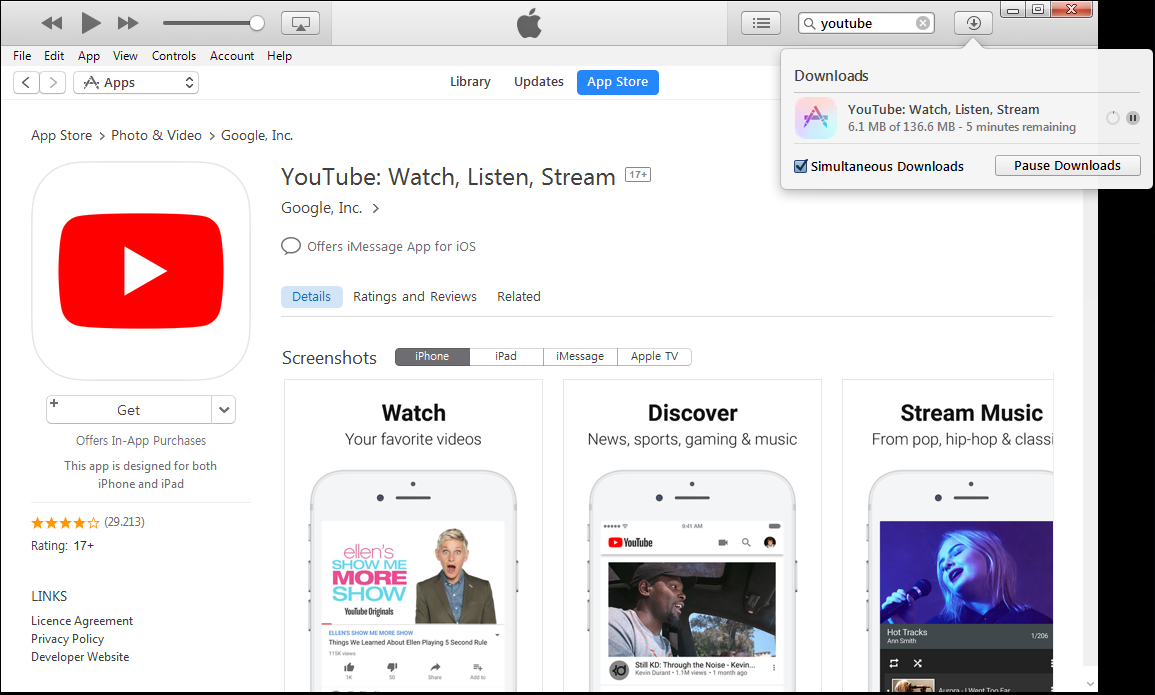 youtube
File Edit App View Controls Account Help
Apps
Library Updates App Store
Downloads
YouTube: Watch, Listen, Stream
6.1 MB of 136.6 MB - 5 minutes remaining
Simultaneous Downloads
Pause Downloads
App Store > Photo & Video > Google, Inc.
YouTube: Watch, Listen, Stream 17+
Google, Inc. >
Offers iMessage App for iOS
Details Ratings and Reviews Related
Get
Offers In-App Purchases
This app is designed for both
iPhone and iPad
★★★★☆ (29.213)
Rating: 17+
LINKS
Licence Agreement
Privacy Policy
Developer Website
Screenshots iPhone iPad iMessage Apple TV
Watch
Your favorite videos
ellen's
SHOW ME
MORE
SHOW
YouTube Originals
ELLEN'S SHOW ME MORE SHOW
Things We Learned About Ellen Playing 5 Second Rule
115K views
1K 50 Share Add to
Discover
News, sports, gaming & music
9:41 AM
YouTube
Still KD: Through the Noise - Kevin...
Kevin Durant • 1.1M views • 1 month ago
Stream Music
From pop, hip-hop & classi
Hot Tracks
Ann Smith
1/206
Aurora - I Went Too Far